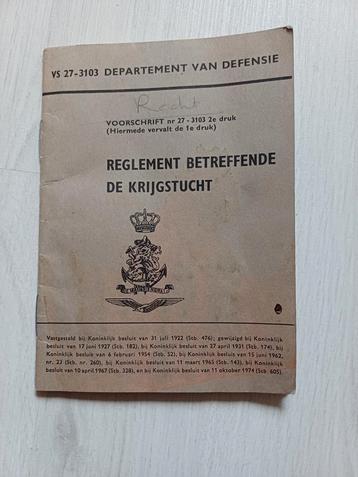 VS 27-3103 DEPARTEMENT VAN DEFENSIE
Recht
VOORSCHRIFT nr 27 - 3103 2e druk
(Hiermede vervalt de 1e druk)
REGLEMENT BETREFFENDE
DE KRIJGSTUCHT
Vastgesteld bij Koninklijk besluit van 31 juli 1922 (Stb. 476); gewijzigd bij Koninklijk
besluit van 17 juni 1927 (Stb. 182), bij Koninklijk besluit van 27 april 1931 (Stb. 174), bij
Koninklijk besluit van 6 februari 1954 (Stb. 52), bij Koninklijk besluit van 15 juni 1962,
nr. 23 (Stb. nr. 260), bij Koninklijk besluit van 11 maart 1965 (Stb. 143), bij Koninklijk
besluit van 10 april 1967 (Stb. 328), en bij Koninklijk besluit van 11 oktober 1974 (Stb. 605).